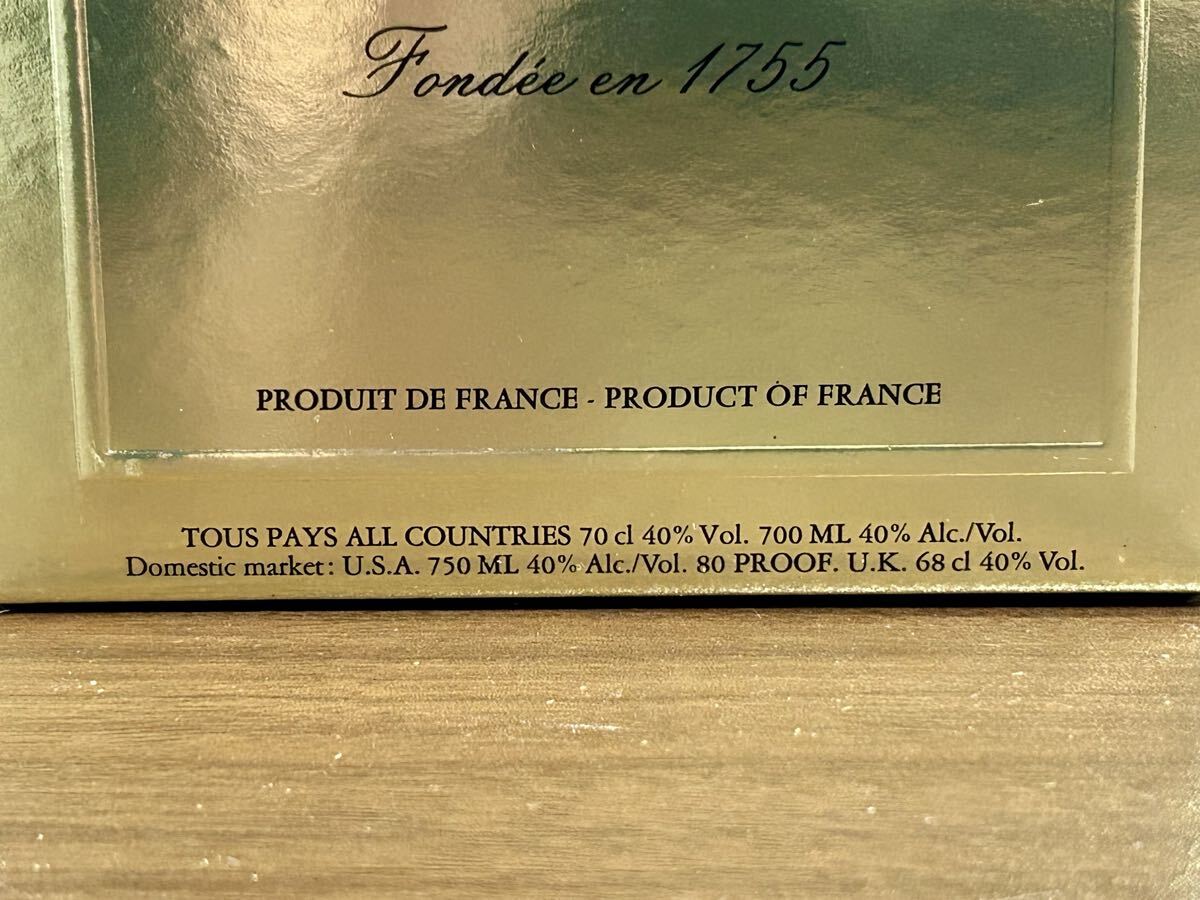 Fondée en 1755
PRODUIT DE FRANCE - PRODUCT OF FRANCE
TOUS PAYS ALL COUNTRIES 70 cl 40% Vol. 700 ML 40% Alc./Vol.
Domestic market: U.S.A. 750 ML 40% Alc./Vol. 80 PROOF. U.K. 68 cl 40% Vol.